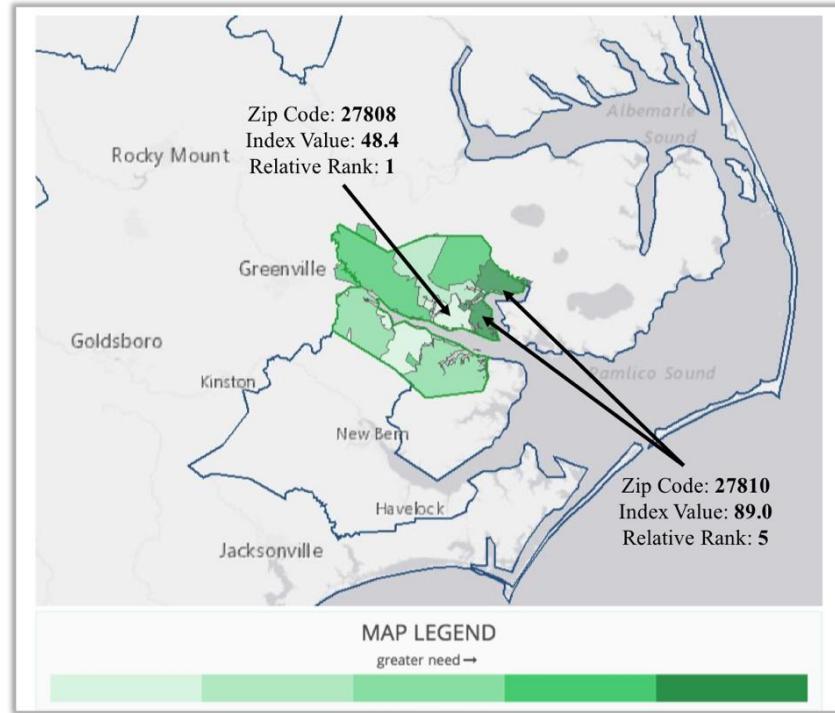 Albemarle
Sound
Zip Code: 27808
Index Value: 48.4
Relative Rank: 1
Rocky Mount
Greenville
Goldsboro
Kinston
Pamlico Sound
New Bern
Zip Code: 27810
Index Value: 89.0
Relative Rank: 5
Havelock
Jacksonville
MAP LEGEND
greater need→